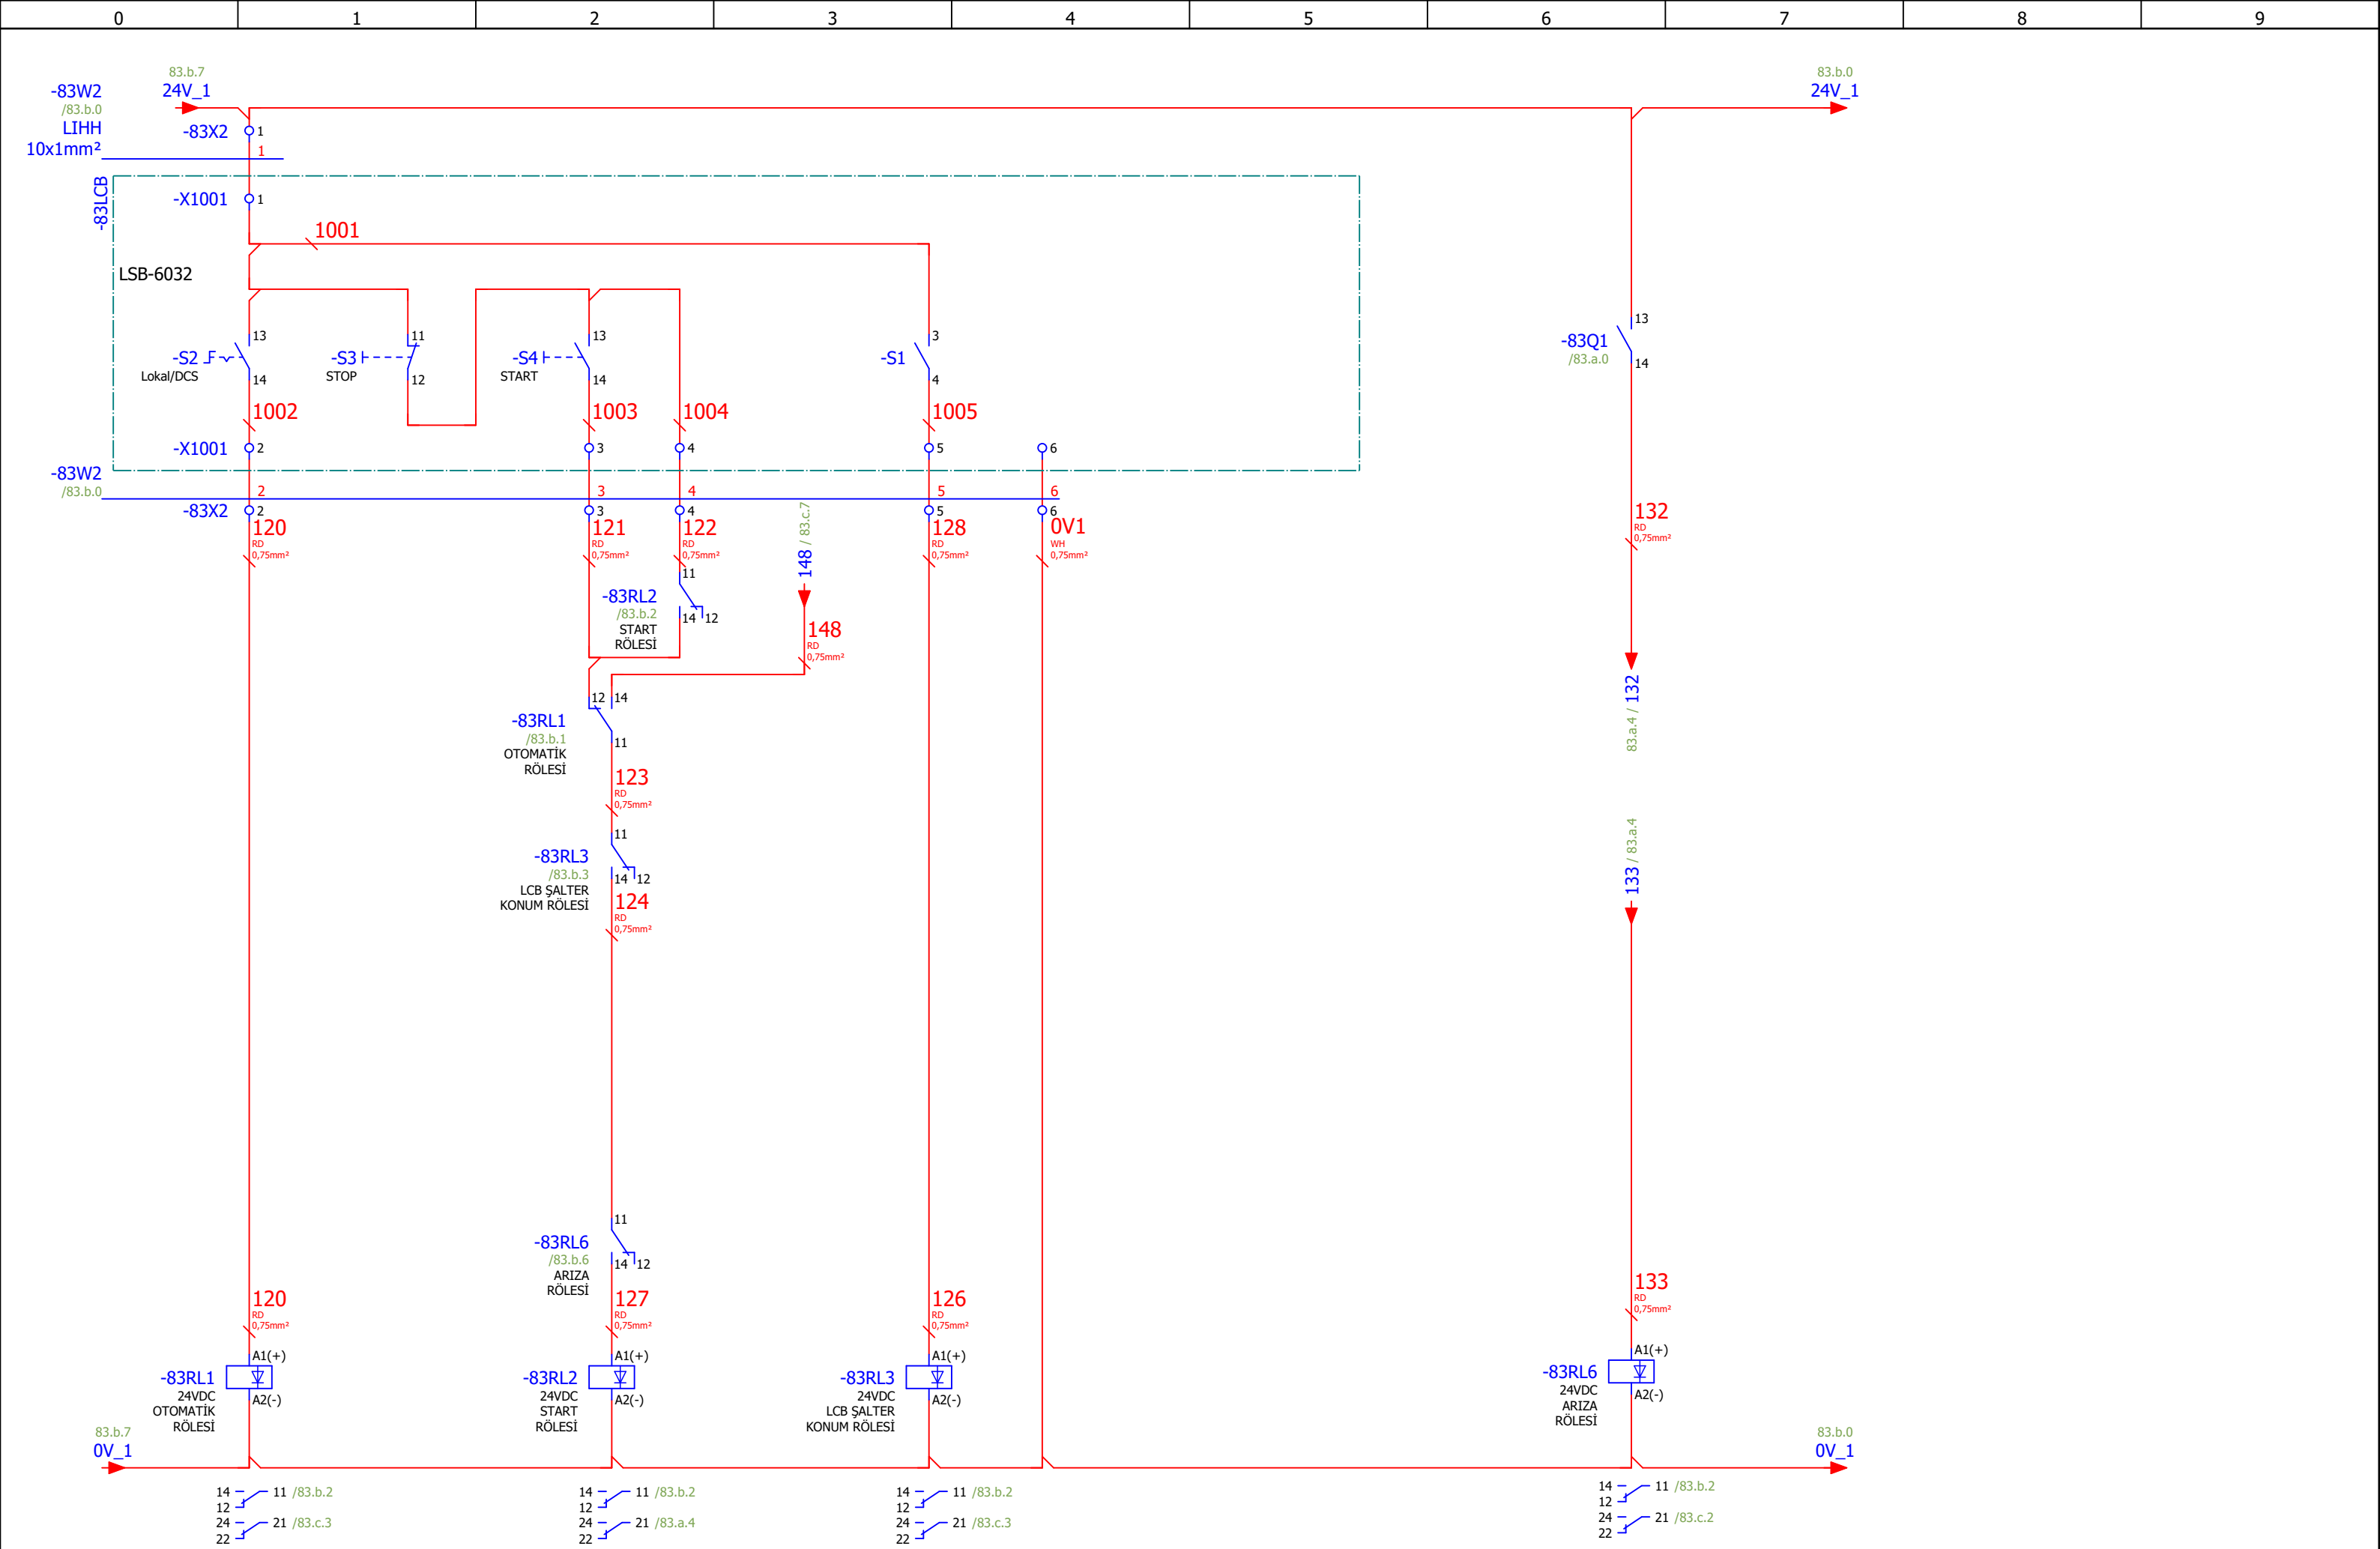 0 1 2 3 4 5 6 7 8 9
83.b.7
24V_1
83.b.0
24V_1
-83W2
/83.b.0
LIHH
10x1mm²
-83X2 1
1
-83LCB
-X1001 1
1001
LSB-6032
13 11 13 3
-S2 -S3 -S4 -S1
Lokal/DCS STOP START
14 12 14 4
13
-83Q1
/83.a.0
14
1002 1003 1004 1005
-X1001 2 3 4 5 6
-83W2
/83.b.0
2 3 4 5 6
-83X2 2 3 4 5 6
120 121 122 128 0V1
RD RD RD RD WH
0,75mm² 0,75mm² 0,75mm² 0,75mm² 0,75mm²
148 / 83.c.7
132
RD
0,75mm²
11
-83RL2
/83.b.2
14 12
START
RÖLESİ
148
RD
0,75mm²
83.a.4 / 132
12 14
-83RL1
/83.b.1
11
OTOMATİK
RÖLESİ
123
RD
0,75mm²
11
-83RL3
/83.b.3
14 12
LCB ŞALTER
KONUM RÖLESİ
124
RD
0,75mm²
133 / 83.a.4
11
-83RL6
/83.b.6
14 12
ARIZA
RÖLESİ
120 127 126 133
RD RD RD RD
0,75mm² 0,75mm² 0,75mm² 0,75mm²
A1(+) A1(+) A1(+) A1(+)
-83RL1 -83RL2 -83RL3 -83RL6
24VDC 24VDC 24VDC 24VDC
A2(-) A2(-) A2(-) A2(-)
OTOMATİK START LCB ŞALTER ARIZA
RÖLESİ RÖLESİ KONUM RÖLESİ RÖLESİ
83.b.7
0V_1
83.b.0
0V_1
14 11 /83.b.2 14 11 /83.b.2 14 11 /83.b.2 14 11 /83.b.2
12 12 12 12
24 21 /83.c.3 24 21 /83.a.4 24 21 /83.c.3 24 21 /83.c.2
22 22 22 22